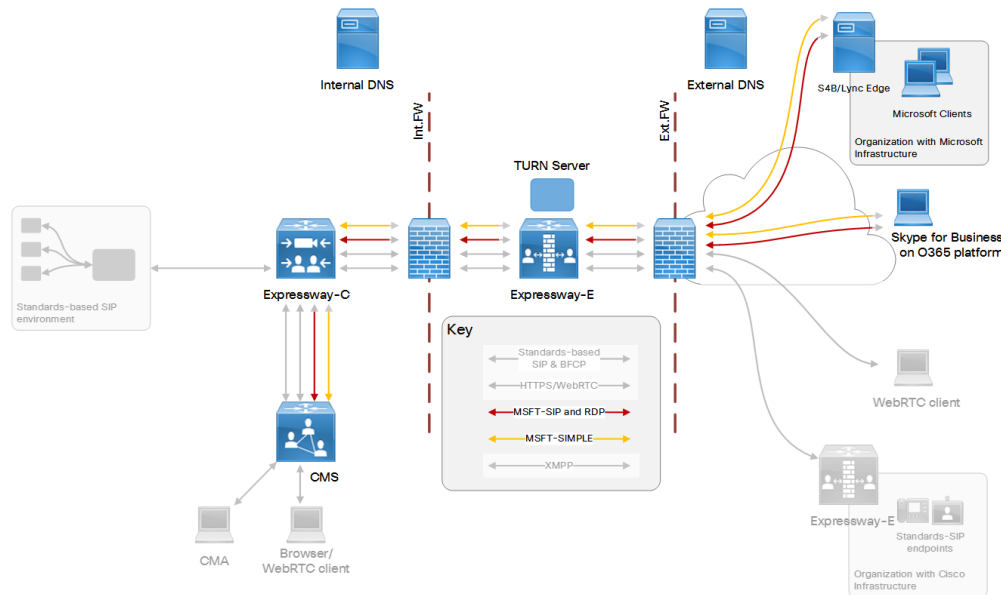 Internal DNS
External DNS
S4B/Lync Edge
Microsoft Clients
Organization with Microsoft
Infrastructure
Int.FW
Ext.FW
TURN Server
Skype for Business
on O365 platform
Expressway-C
Expressway-E
Standards-based SIP
environment
Key
Standards-based
SIP & BFCP
HTTPS/WebRTC
MSFT-SIP and RDP
MSFT-SIMPLE
XMPP
WebRTC client
CMS
CMA
Browser/
WebRTC client
Expressway-E
Standards-SIP
endpoints
Organization with Cisco
Infrastructure